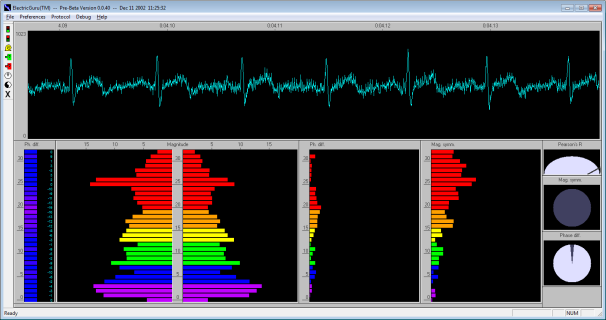 ElectricGuru(TM) --- Pre-Beta Version 0.0.40 --- Dec 11 2002 11:25:32
File Preferences Protocol Debug Help
4:09 0:04:10 0:04:11 0:04:12 0:04:13
1023
0
Ph. diff. 15 10 5 Magnitude 5 10 15 Ph. diff. Mag. symm. Pearson's R
30 30 30 30
25 25 25 25
Mag. symm.
20 20 20 20
15 15 15 15
Phase diff.
10 10 10 10
5 5 5 5
0 0 0 0
Ready NUM